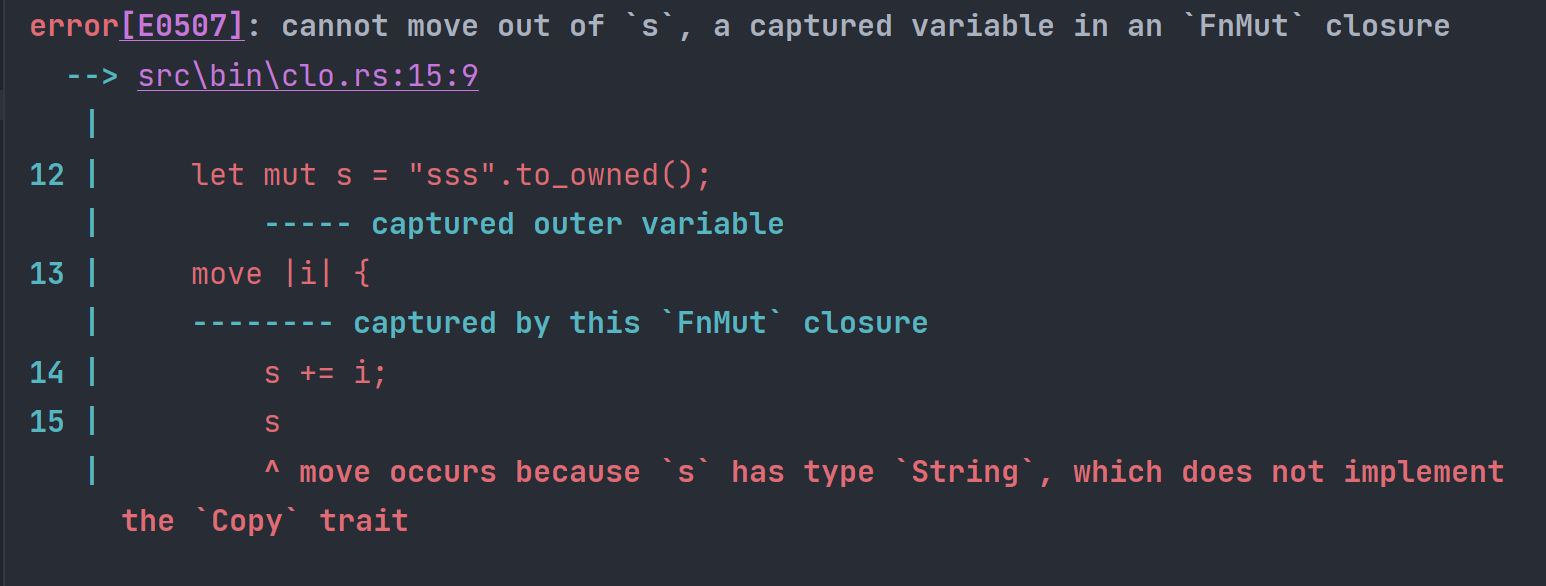 error[E0507]: cannot move out of `s`, a captured variable in an `FnMut` closure
  --> src\bin\clo.rs:15:9
   |
12 |     let mut s = "sss".to_owned();
   |         ----- captured outer variable
13 |     move |i| {
   |     -------- captured by this `FnMut` closure
14 |         s += i;
15 |         s
   |         ^ move occurs because `s` has type `String`, which does not implement
     the `Copy` trait